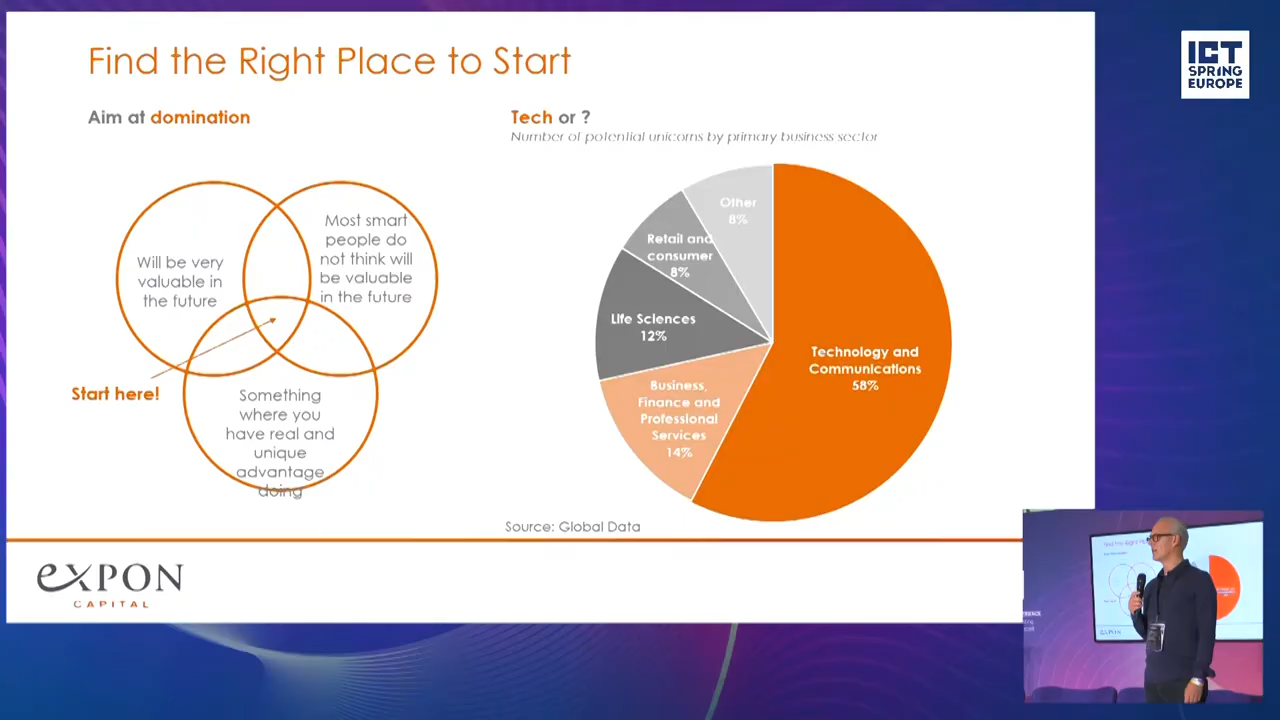 Find the Right Place to Start
ICT
SPRING
EUROPE
Aim at domination
Tech or ?
Number of potential unicorns by primary business sector
Will be very
valuable in
the future
Most smart
people do
not think will
be valuable
in the future
Start here!
Something
where you
have real and
unique
advantage
doing
Other
8%
Retail and
consumer
8%
Life Sciences
12%
Business,
Finance and
Professional
Services
14%
Technology and
Communications
58%
Source: Global Data
EXPON
CAPITAL